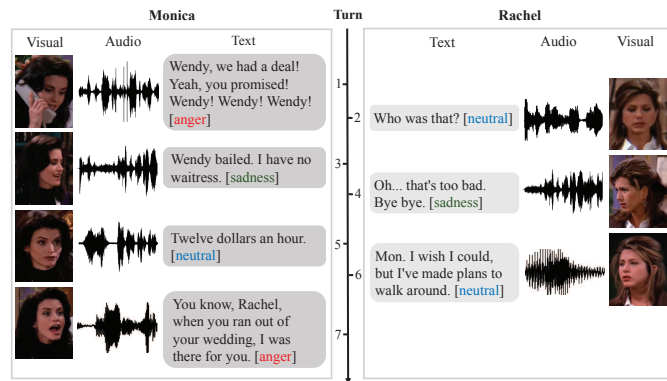 Monica
Turn
Rachel
Visual
Audio
Text
Text
Audio
Visual
Wendy, we had a deal!
Yeah, you promised!
Wendy! Wendy! Wendy!
[anger]
1
2
Who was that? [neutral]
Wendy bailed. I have no
waitress. [sadness]
3
4
Oh... that's too bad.
Bye bye. [sadness]
Twelve dollars an hour.
[neutral]
5
6
Mon. I wish I could,
but I've made plans to
walk around. [neutral]
You know, Rachel,
when you ran out of
your wedding, I was
there for you. [anger]
7